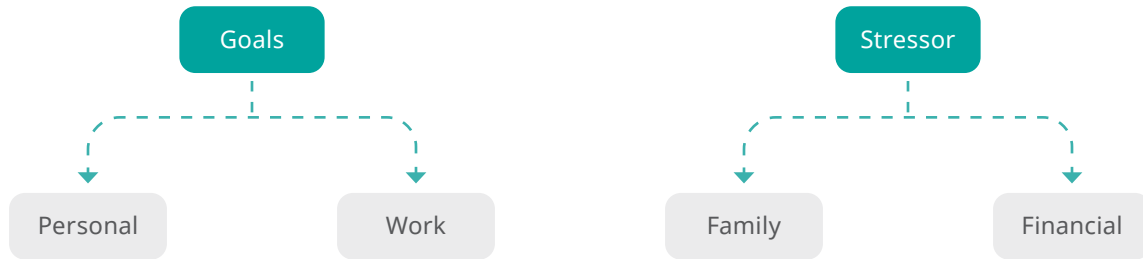 Goals
Stressor
Personal
Work
Family
Financial